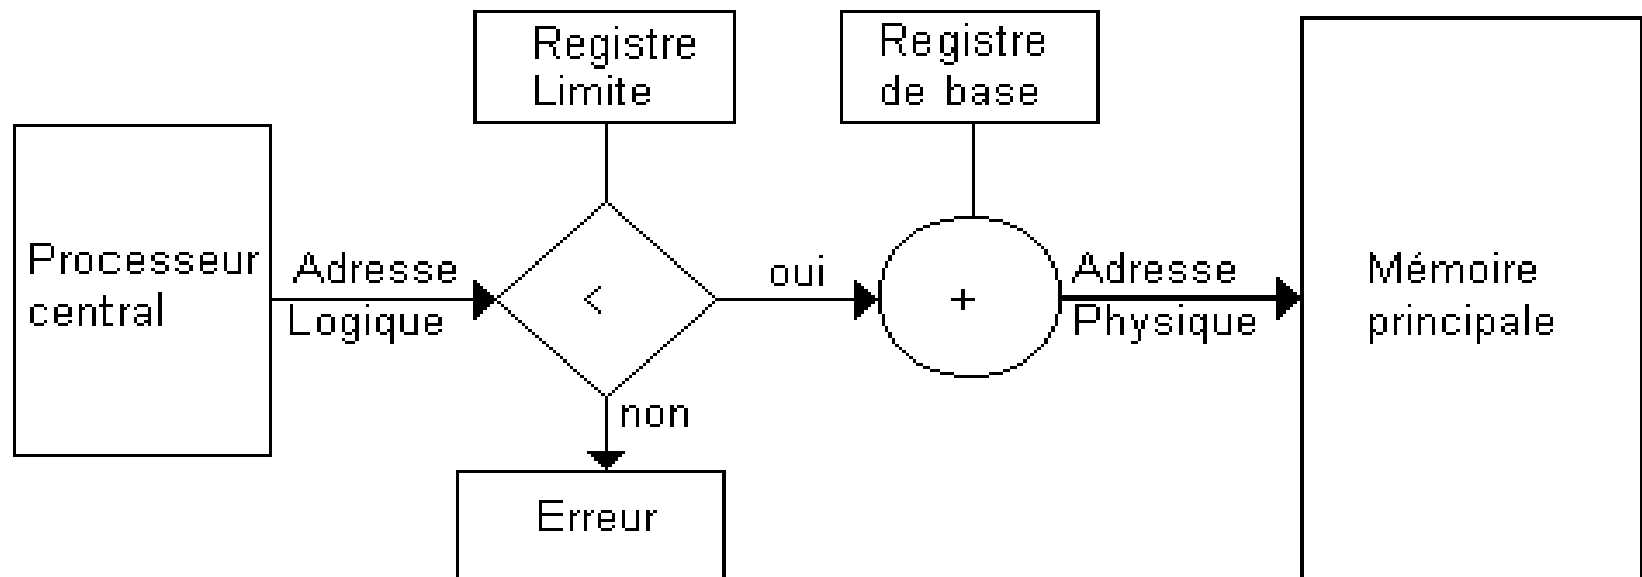 Registre
Limite
Registre
de base
Processeur
central
Adresse
Logique
<
oui
+
Adresse
Physique
Mémoire
principale
non
Erreur